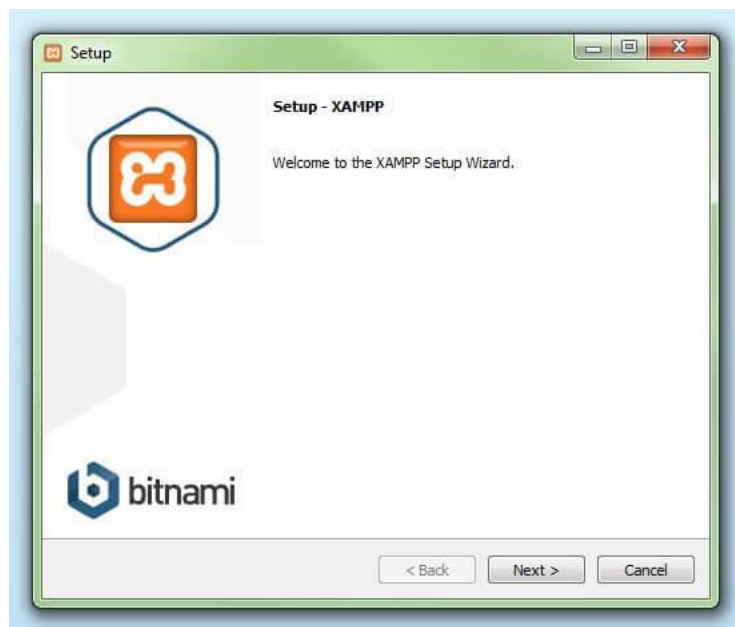 Setup
Setup - XAMPP
Welcome to the XAMPP Setup Wizard.
bitnami
< Back Next > Cancel